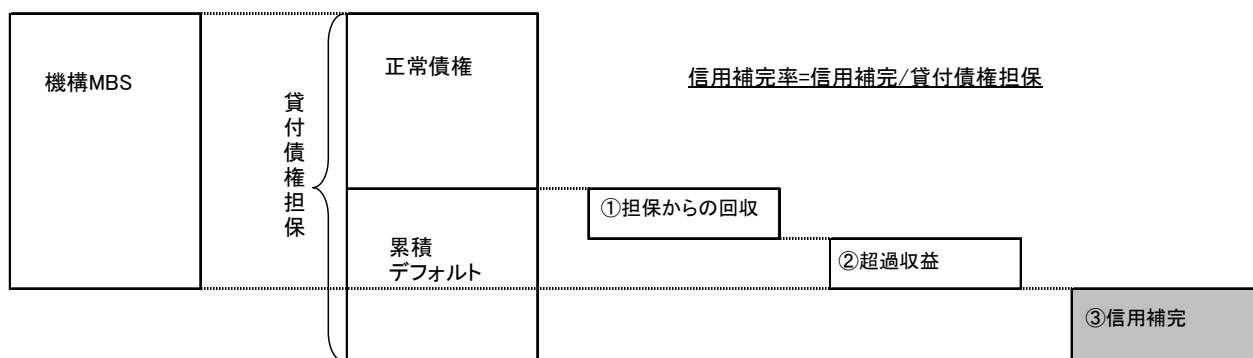 機構MBS
貸付債権担保
正常債権
信用補完率=信用補完/貸付債権担保
①担保からの回収
累積
デフォルト
②超過収益
③信用補完